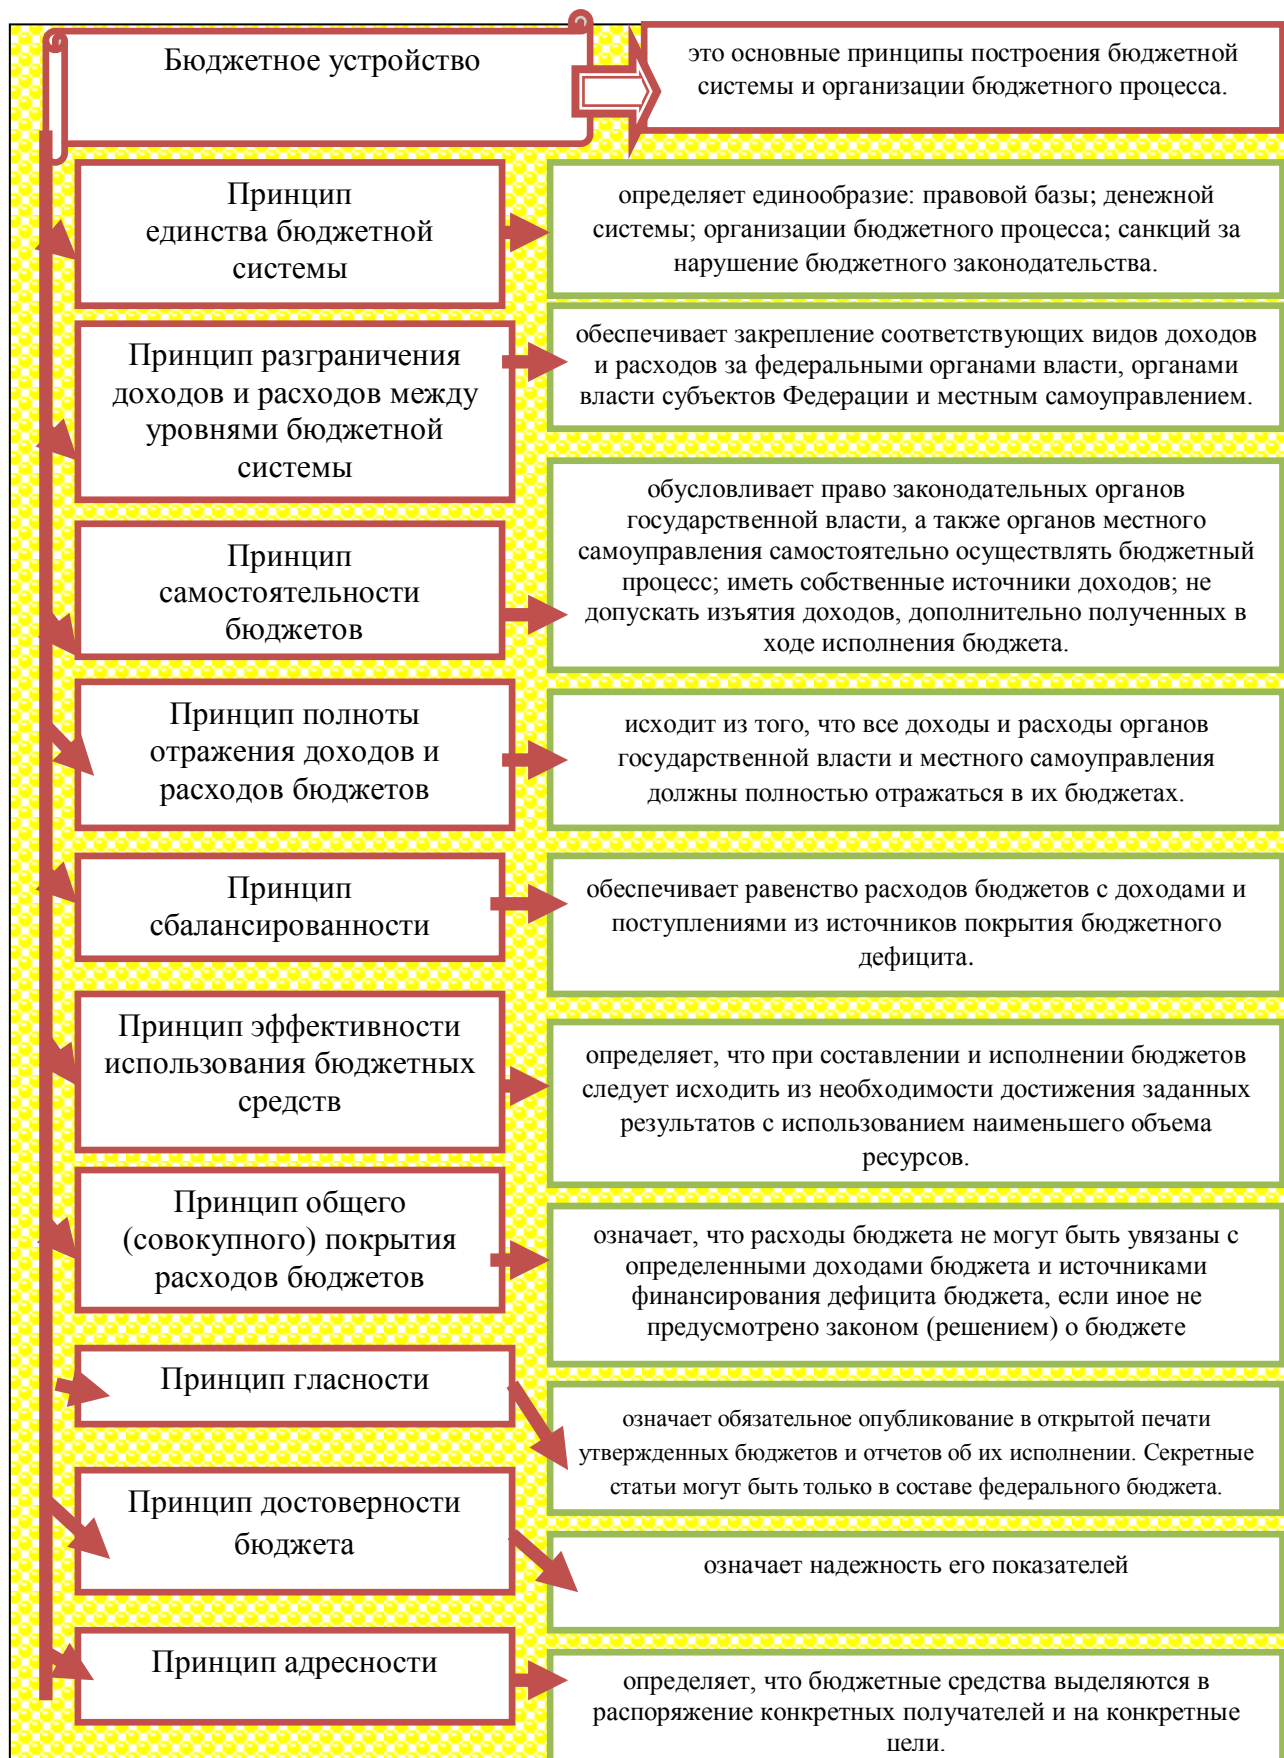 Бюджетное устройство
это основные принципы построения бюджетной
системы и организации бюджетного процесса.
Принцип
единства бюджетной
системы
определяет единообразие: правовой базы; денежной
системы; организации бюджетного процесса; санкций за
нарушение бюджетного законодательства.
Принцип разграничения
доходов и расходов между
уровнями бюджетной
системы
обеспечивает закрепление соответствующих видов доходов
и расходов за федеральными органами власти, органами
власти субъектов Федерации и местным самоуправлением.
Принцип
самостоятельности
бюджетов
обусловливает право законодательных органов
государственной власти, а также органов местного
самоуправления самостоятельно осуществлять бюджетный
процесс; иметь собственные источники доходов; не
допускать изъятия доходов, дополнительно полученных в
ходе исполнения бюджета.
Принцип полноты
отражения доходов и
расходов бюджетов
исходит из того, что все доходы и расходы органов
государственной власти и местного самоуправления
должны полностью отражаться в их бюджетах.
Принцип
сбалансированности
обеспечивает равенство расходов бюджетов с доходами и
поступлениями из источников покрытия бюджетного
дефицита.
Принцип эффективности
использования бюджетных
средств
определяет, что при составлении и исполнении бюджетов
следует исходить из необходимости достижения заданных
результатов с использованием наименьшего объема
ресурсов.
Принцип общего
(совокупного) покрытия
расходов бюджетов
означает, что расходы бюджета не могут быть увязаны с
определенными доходами бюджета и источниками
финансирования дефицита бюджета, если иное не
предусмотрено законом (решением) о бюджете
Принцип гласности
означает обязательное опубликование в открытой печати
утвержденных бюджетов и отчетов об их исполнении. Секретные
статьи могут быть только в составе федерального бюджета.
Принцип достоверности
бюджета
означает надежность его показателей
Принцип адресности
определяет, что бюджетные средства выделяются в
распоряжение конкретных получателей и на конкретные
цели.